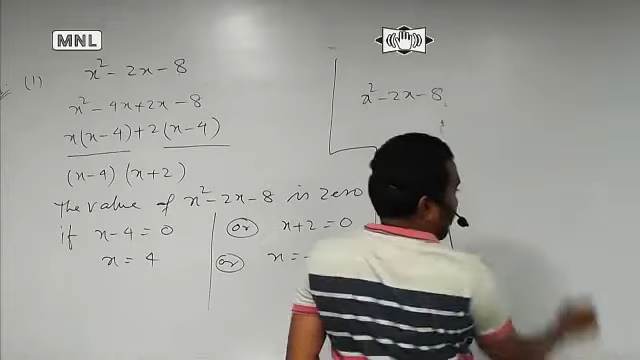 MNL
(1) x² - 2x - 8
x² - 4x + 2x - 8
x(x-4) + 2(x-4)
(x-4) (x+2)
The value of x² - 2x - 8 is zero
if x - 4 = 0 or x + 2 = 0
x = 4 or x = -
x² - 2x - 8